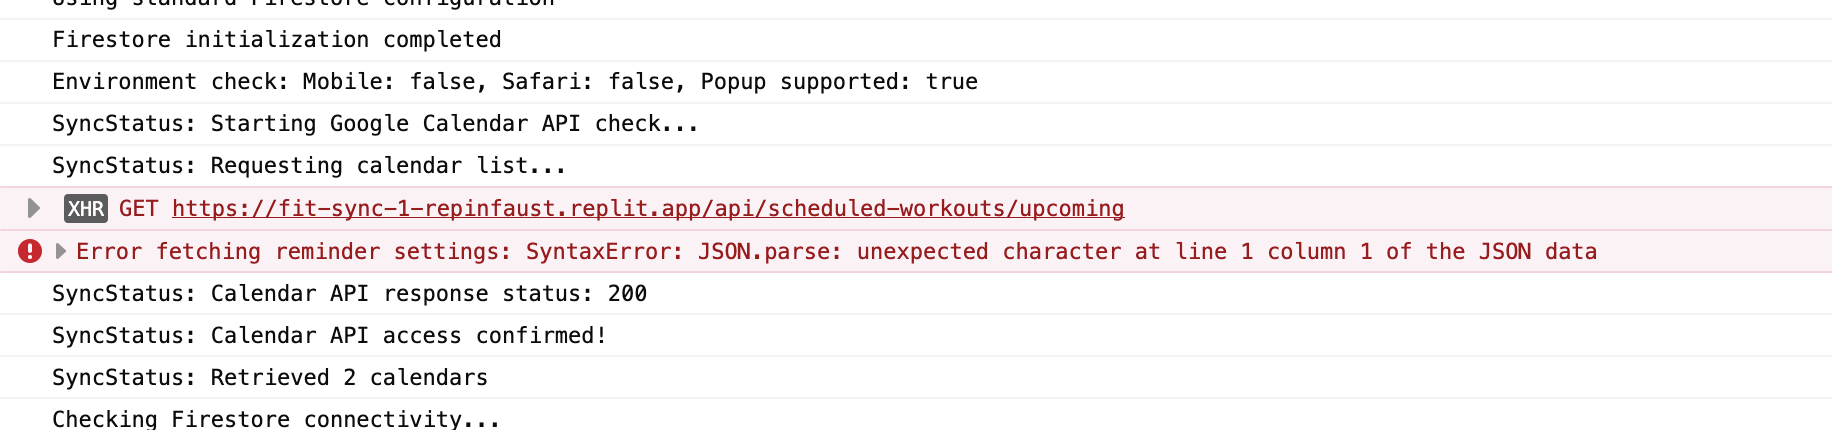 using standard Firestore configuration
Firestore initialization completed
Environment check: Mobile: false, Safari: false, Popup supported: true
SyncStatus: Starting Google Calendar API check...
SyncStatus: Requesting calendar list...
XHR GET https://fit-sync-1-repinfaust.replit.app/api/scheduled-workouts/upcoming
Error fetching reminder settings: SyntaxError: JSON.parse: unexpected character at line 1 column 1 of the JSON data
SyncStatus: Calendar API response status: 200
SyncStatus: Calendar API access confirmed!
SyncStatus: Retrieved 2 calendars
Checking Firestore connectivity...